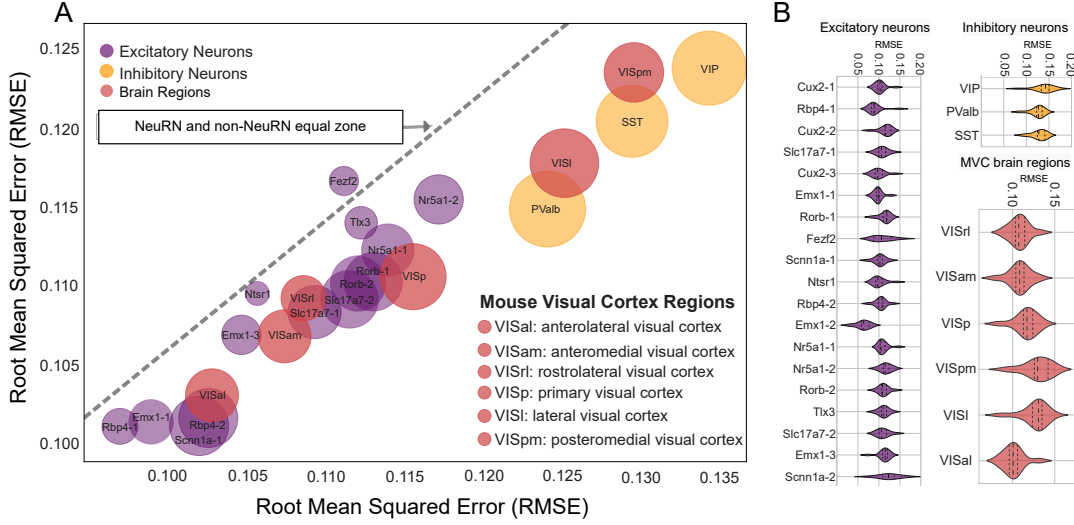 A
Root Mean Squared Error (RMSE)
0.125
0.120
0.115
0.110
0.105
0.100
Excitatory Neurons
Inhibitory Neurons
Brain Regions
NeuRN and non-NeuRN equal zone
VISpm
VIP
SST
VISl
PValb
Fezf2
Nr5a1-2
Tlx3
Nr5a1-1
Rorb-1
VISp
Rorb-2
Ntsr1
VISrl
Slc17a7-2
Slc17a7-1
Emx1-3
VISam
VISal
Emx1-1
Rbp4-1
Rbp4-2
Scnn1a-1
Mouse Visual Cortex Regions
VISal: anterolateral visual cortex
VISam: anteromedial visual cortex
VISrl: rostrolateral visual cortex
VISp: primary visual cortex
VISl: lateral visual cortex
VISpm: posteromedial visual cortex
0.100 0.105 0.110 0.115 0.120 0.125 0.130 0.135
Root Mean Squared Error (RMSE)
B
Excitatory neurons
RMSE
0.05 0.10 0.15 0.20
Cux2-1
Rbp4-1
Cux2-2
Slc17a7-1
Cux2-3
Emx1-1
Rorb-1
Fezf2
Scnn1a-1
Ntsr1
Rbp4-2
Emx1-2
Nr5a1-1
Nr5a1-2
Rorb-2
Tlx3
Slc17a7-2
Emx1-3
Scnn1a-2
Inhibitory neurons
RMSE
0.05 0.10 0.15 0.20
VIP
PValb
SST
MVC brain regions
RMSE
0.10 0.15
VISrl
VISam
VISp
VISpm
VISl
VISal